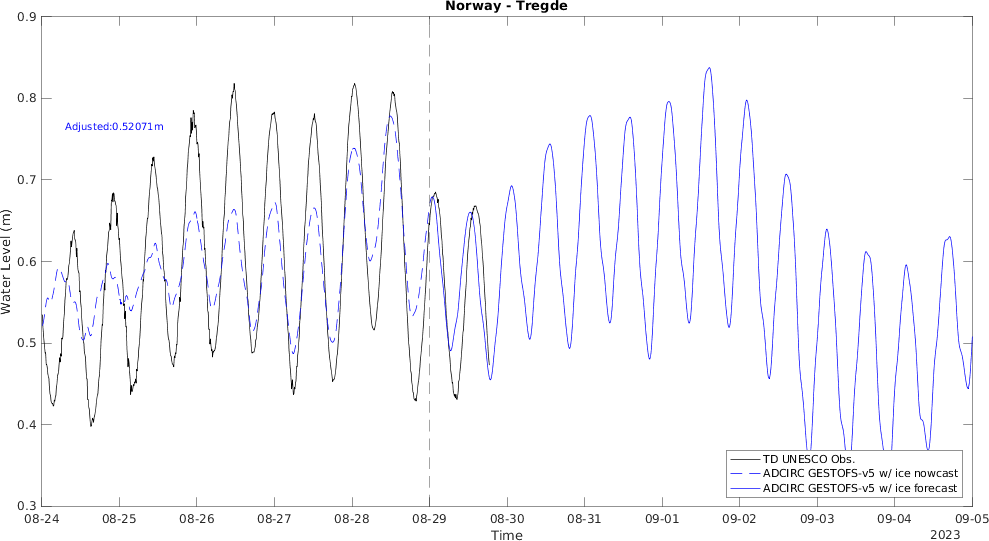 Norway - Tregde
Water Level (m)
0.9
0.8
0.7
0.6
0.5
0.4
0.3
Adjusted:0.52071m
TD UNESCO Obs.
ADCIRC GESTOFS-v5 w/ ice nowcast
ADCIRC GESTOFS-v5 w/ ice forecast
08-24 08-25 08-26 08-27 08-28 08-29 08-30 08-31 09-01 09-02 09-03 09-04 09-05
Time
2023